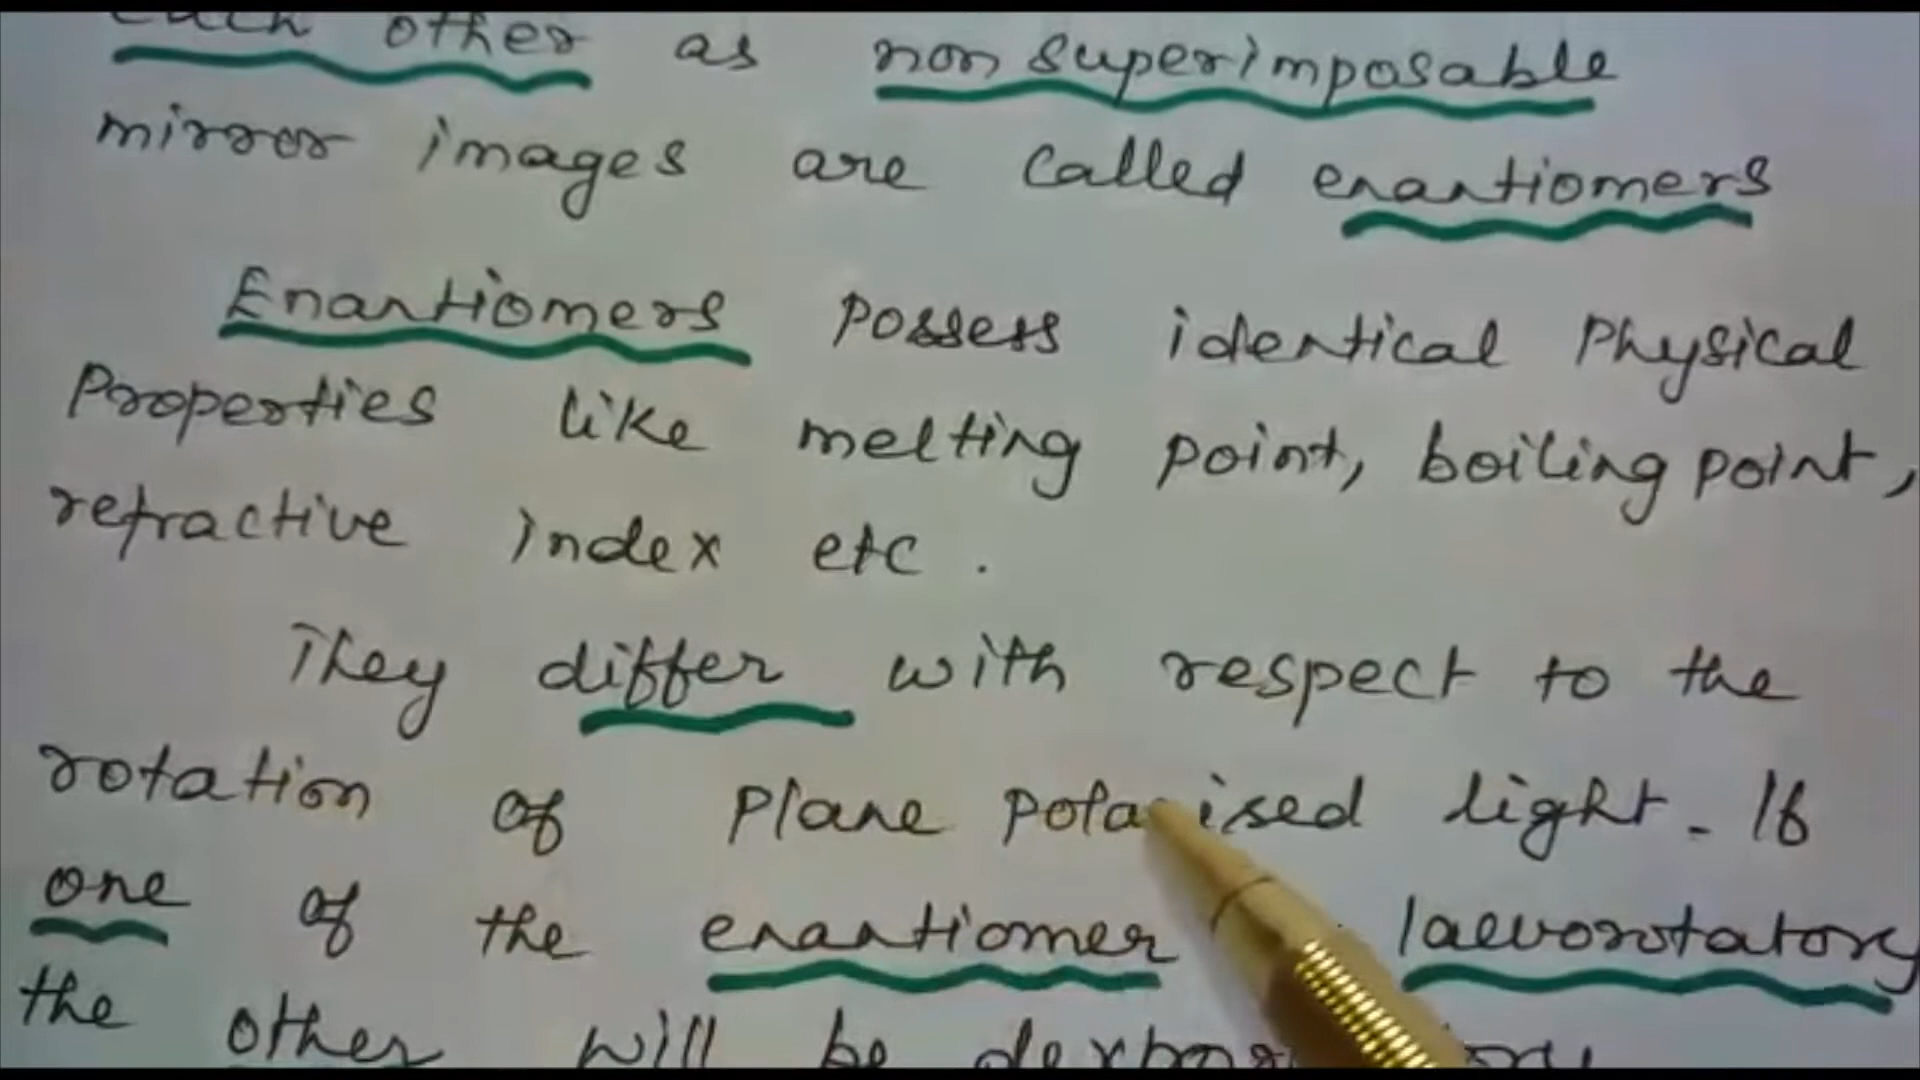 each other as non superimposable
mirror images are called enantiomers
Enantiomers possess identical Physical
Properties like melting point, boiling point,
refractive index etc.
They differ with respect to the
rotation of Plane polarised light. If
one of the enantiomer laevorotatory
the other will be